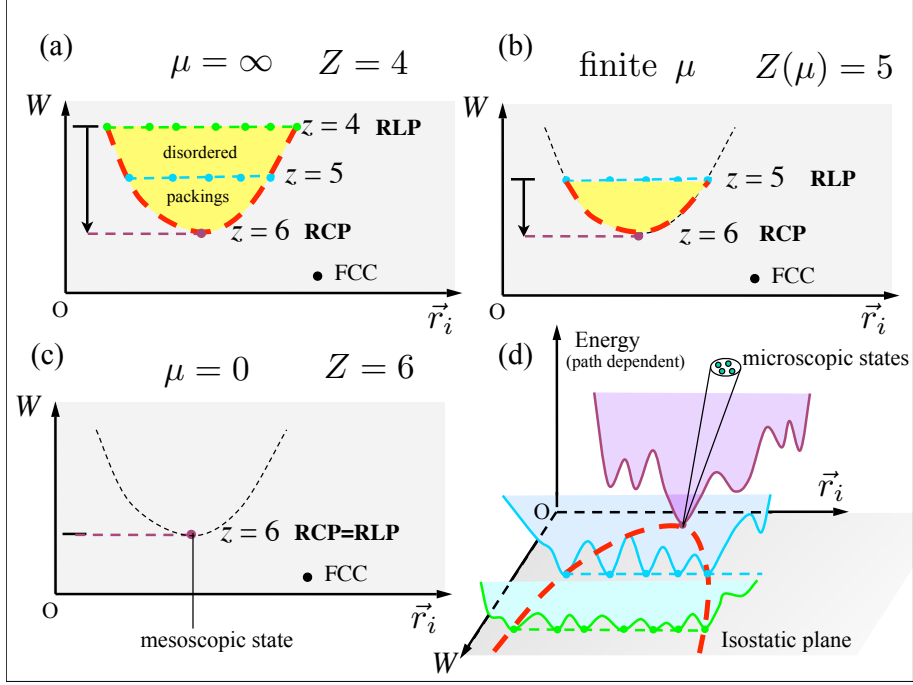 (a)
μ = ∞ Z = 4
W
z = 4 RLP
disordered
z = 5
packings
z = 6 RCP
FCC
O
r⃗ᵢ
(b)
finite μ Z(μ) = 5
W
z = 5 RLP
z = 6 RCP
FCC
O
r⃗ᵢ
(c)
μ = 0 Z = 6
W
z = 6 RCP=RLP
FCC
O
r⃗ᵢ
mesoscopic state
(d)
Energy
(path dependent)
microscopic states
r⃗ᵢ
O
Isostatic plane
W